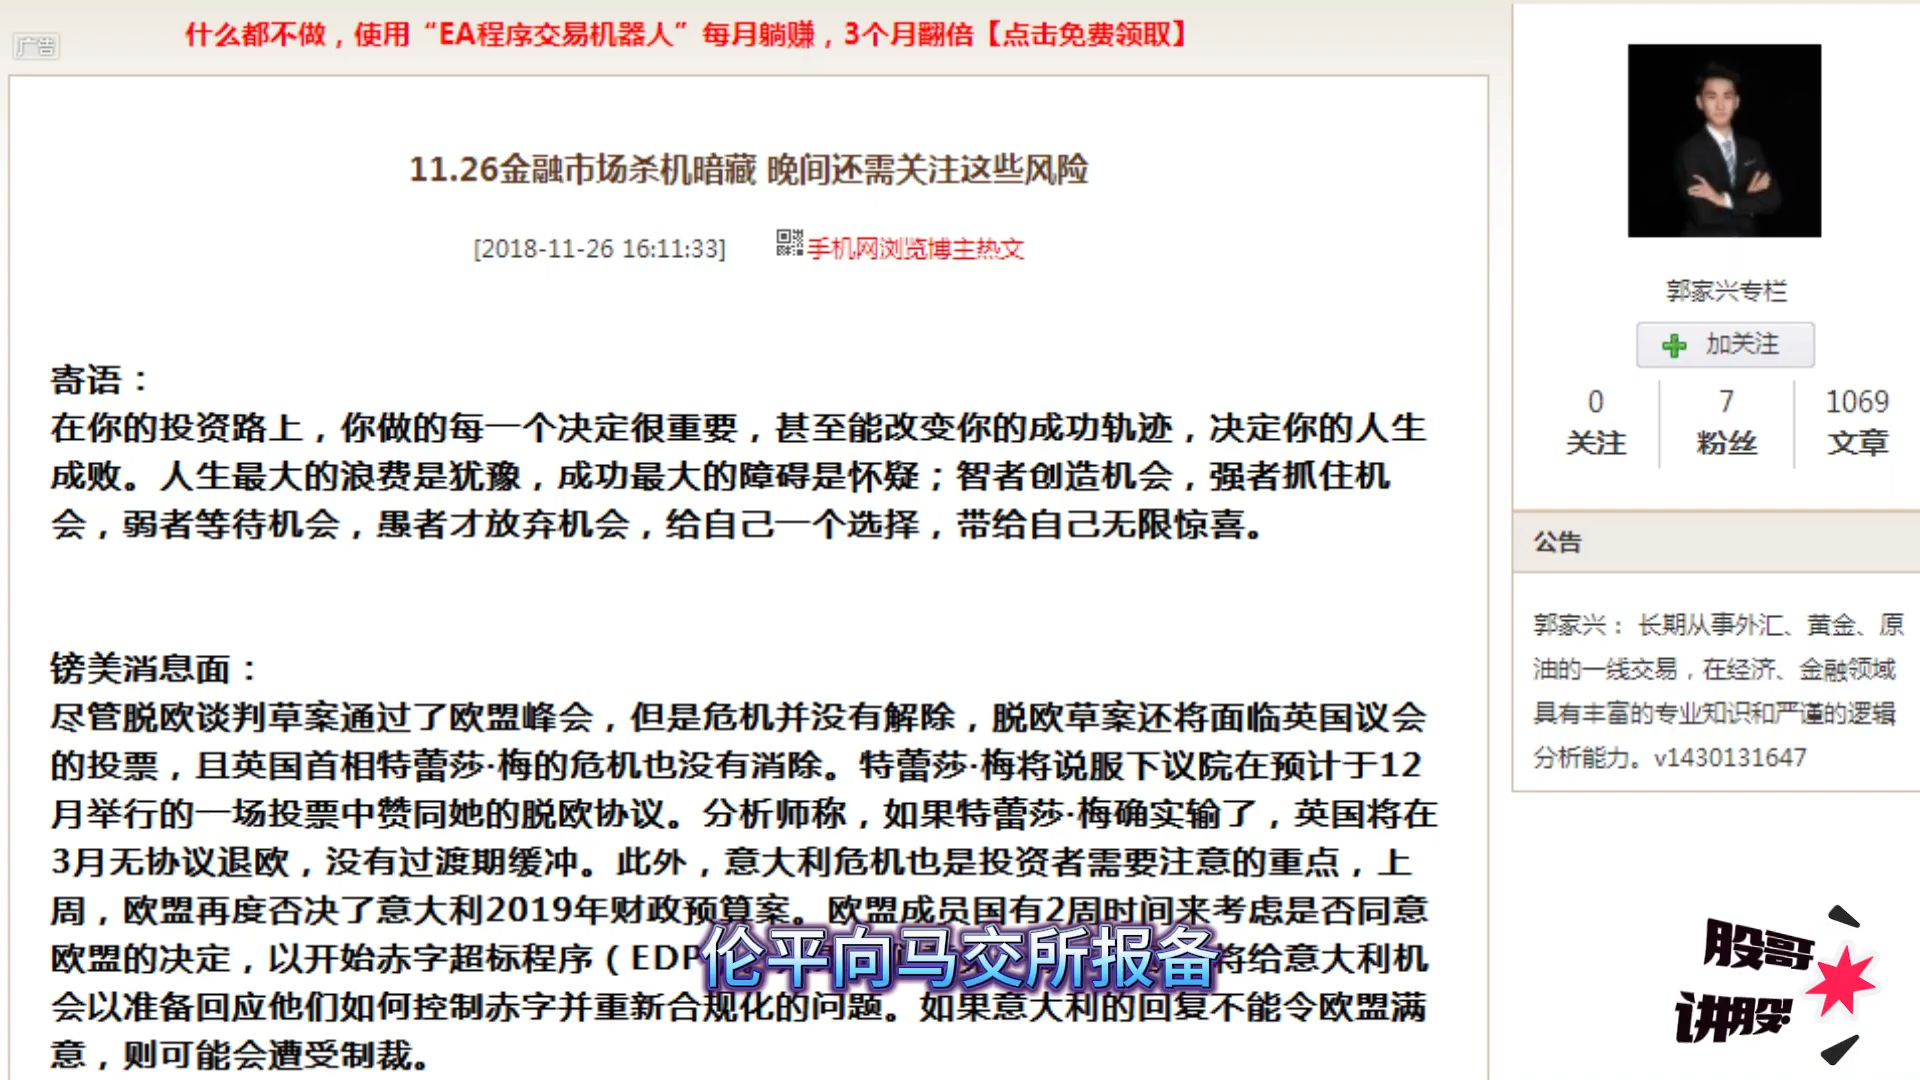 广告
什么都不做，使用“EA程序交易机器人”每月躺赚，3个月翻倍【点击免费领取】
11.26金融市场杀机暗藏 晚间还需关注这些风险
[2018-11-26 16:11:33]
手机网浏览博主热文
寄语：
在你的投资路上，你做的每一个决定很重要，甚至能改变你的成功轨迹，决定你的人生
成败。人生最大的浪费是犹豫，成功最大的障碍是怀疑；智者创造机会，强者抓住机
会，弱者等待机会，愚者才放弃机会，给自己一个选择，带给自己无限惊喜。
镑美消息面：
尽管脱欧谈判草案通过了欧盟峰会，但是危机并没有解除，脱欧草案还将面临英国议会
的投票，且英国首相特蕾莎·梅的危机也没有消除。特蕾莎·梅将说服下议院在预计于12
月举行的一场投票中赞同她的脱欧协议。分析师称，如果特蕾莎·梅确实输了，英国将在
3月无协议退欧，没有过渡期缓冲。此外，意大利危机也是投资者需要注意的重点，上
周，欧盟再度否决了意大利2019年财政预算案。欧盟成员国有2周时间来考虑是否同意
欧盟的决定，以开始赤字超标程序（EDP
将给意大利机
伦平向马交所报备
会以准备回应他们如何控制赤字并重新合规化的问题。如果意大利的回复不能令欧盟满
意，则可能会遭受制裁。
郭家兴专栏
加关注
0 7 1069
关注 粉丝 文章
公告
郭家兴： 长期从事外汇、黄金、原
油的一线交易，在经济、金融领域
具有丰富的专业知识和严谨的逻辑
分析能力。v1430131647
股哥
讲股